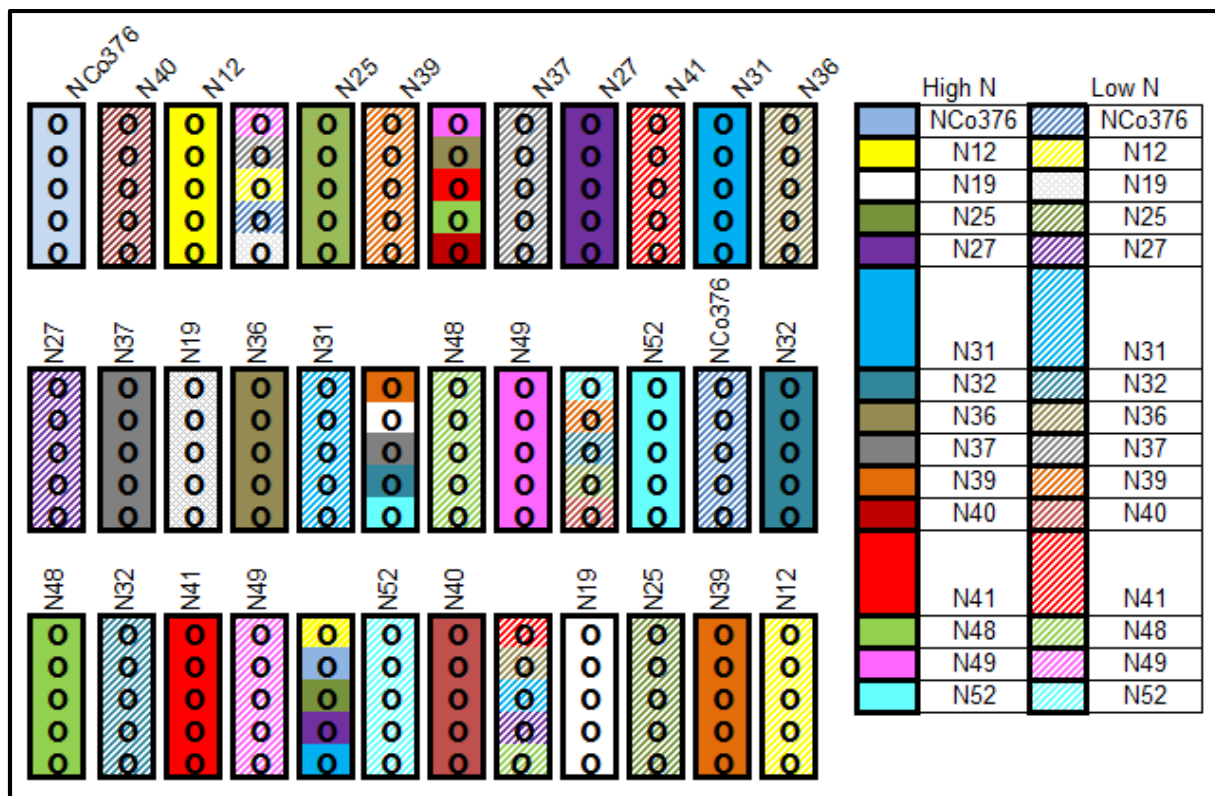 NCo376 N40 N12 N25 N39 N37 N27 N41 N31 N36
O O O O O O O O O O O O
O O O O O O O O O O O O
O O O O O O O O O O O O
O O O O O O O O O O O O
O O O O O O O O O O O O
N27 N37 N19 N36 N31 N48 N49 N52 NCo376 N32
O O O O O O O O O O O O
O O O O O O O O O O O O
O O O O O O O O O O O O
O O O O O O O O O O O O
O O O O O O O O O O O O
N48 N32 N41 N49 N52 N40 N19 N25 N39 N12
O O O O O O O O O O O O
O O O O O O O O O O O O
O O O O O O O O O O O O
O O O O O O O O O O O O
O O O O O O O O O O O O
High N Low N
NCo376 NCo376
N12 N12
N19 N19
N25 N25
N27 N27
N31 N31
N32 N32
N36 N36
N37 N37
N39 N39
N40 N40
N41 N41
N48 N48
N49 N49
N52 N52